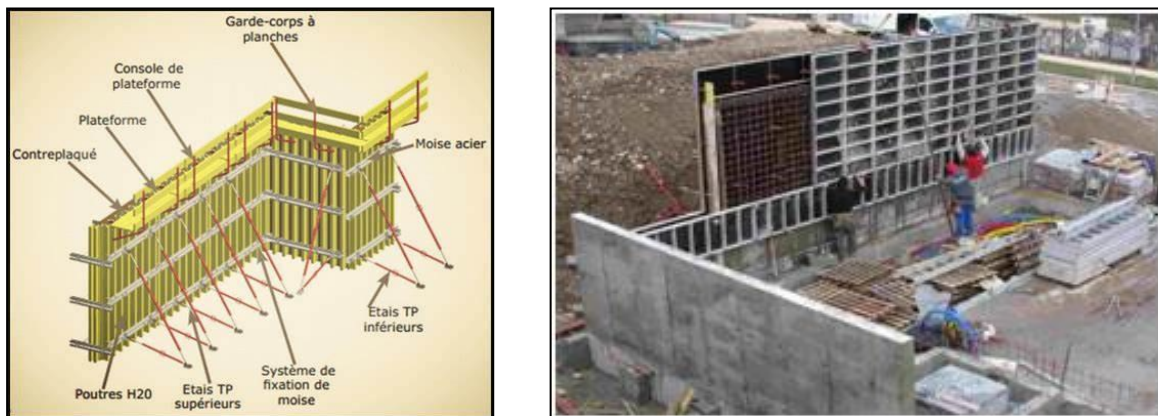 Garde-corps à
planches
Console de
plateforme
Plateforme
Contreplaqué
Moise acier
Etais TP
inférieurs
Système de
fixation de
moise
Etais TP
supérieurs
Poutres H20